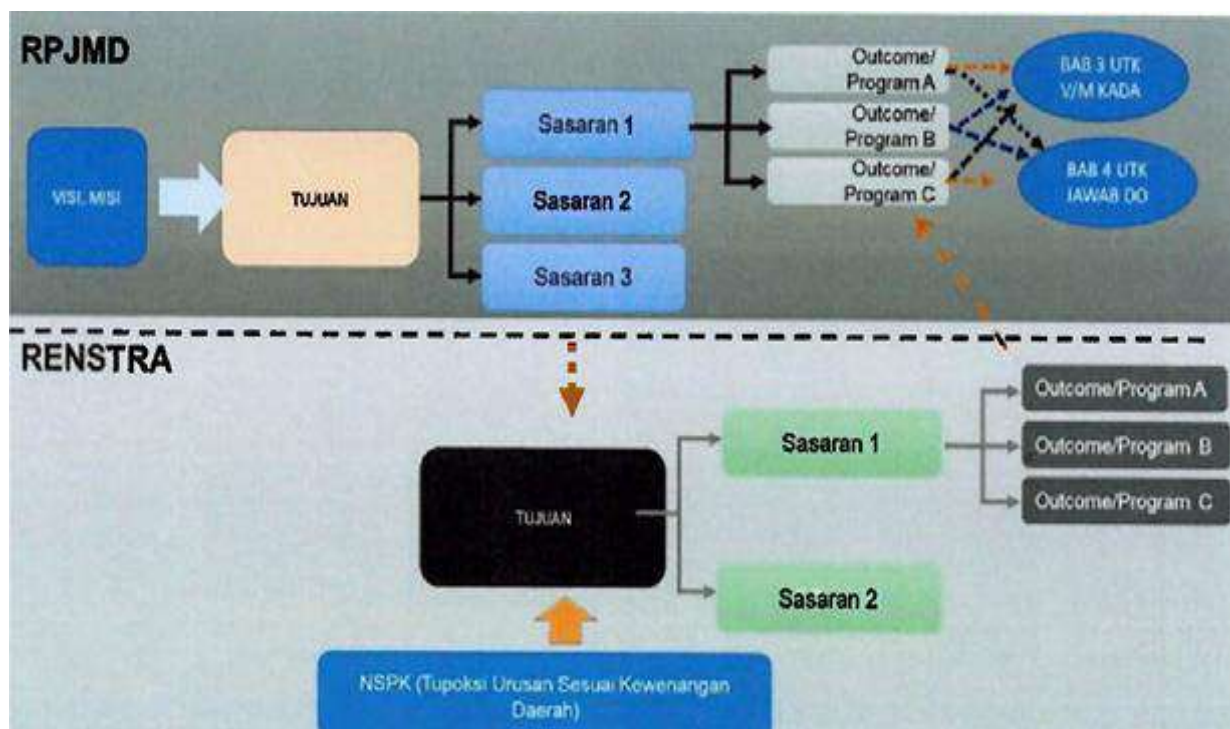 RPJMD
VISI, MISI
TUJUAN
Sasaran 1
Sasaran 2
Sasaran 3
Outcome/
Program A
Outcome/
Program B
Outcome/
Program C
BAB 3 UTK
V/M KADA
BAB 4 UTK
JAWAB DO
RENSTRA
TUJUAN
Sasaran 1
Sasaran 2
Outcome/Program A
Outcome/Program B
Outcome/Program C
NSPK (Tupoksi Urusan Sesuai Kewenangan
Daerah)